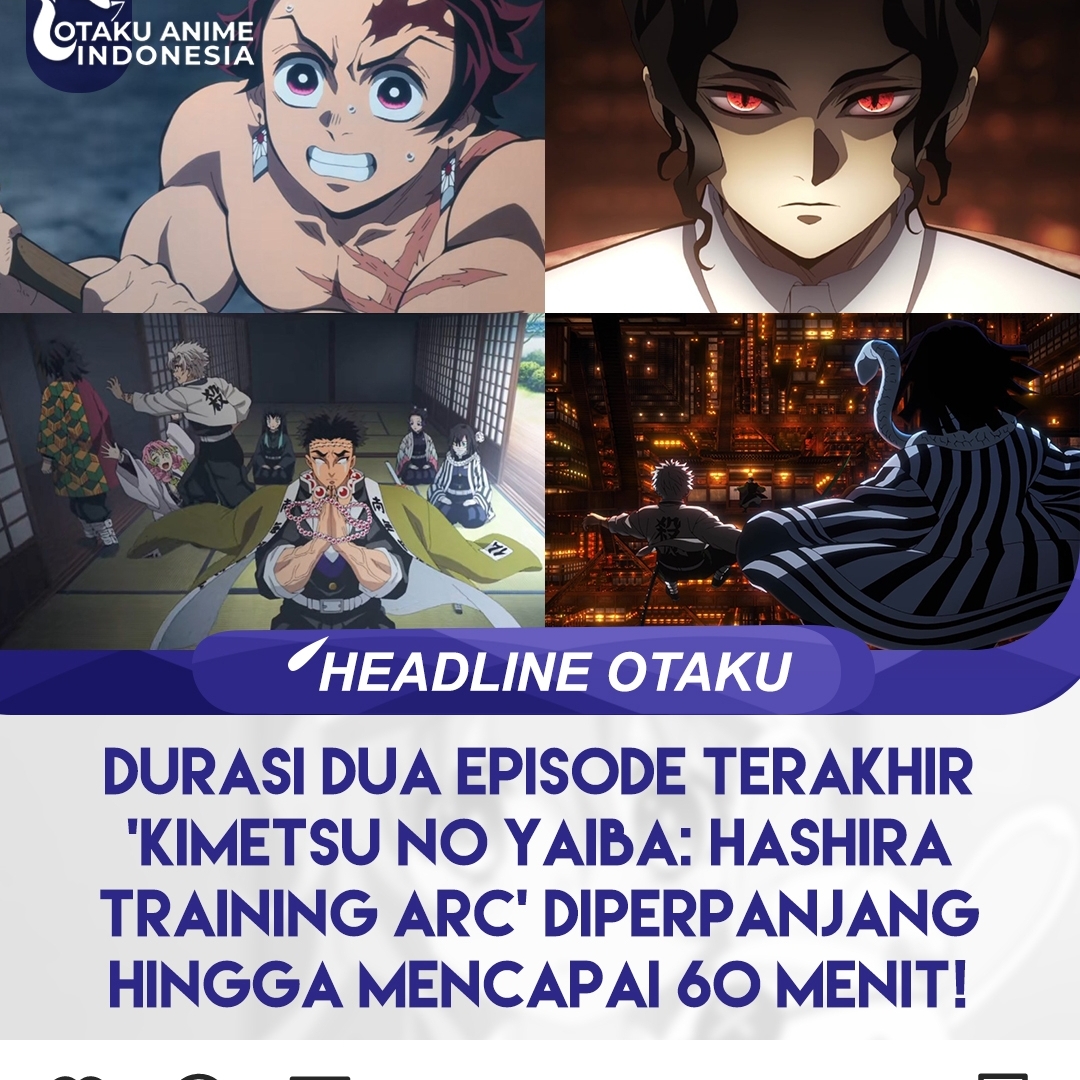 OTAKU ANIME
INDONESIA
HEADLINE OTAKU
DURASI DUA EPISODE TERAKHIR
'KIMETSU NO YAIBA: HASHIRA
TRAINING ARC' DIPERPANJANG
HINGGA MENCAPAI 60 MENIT!